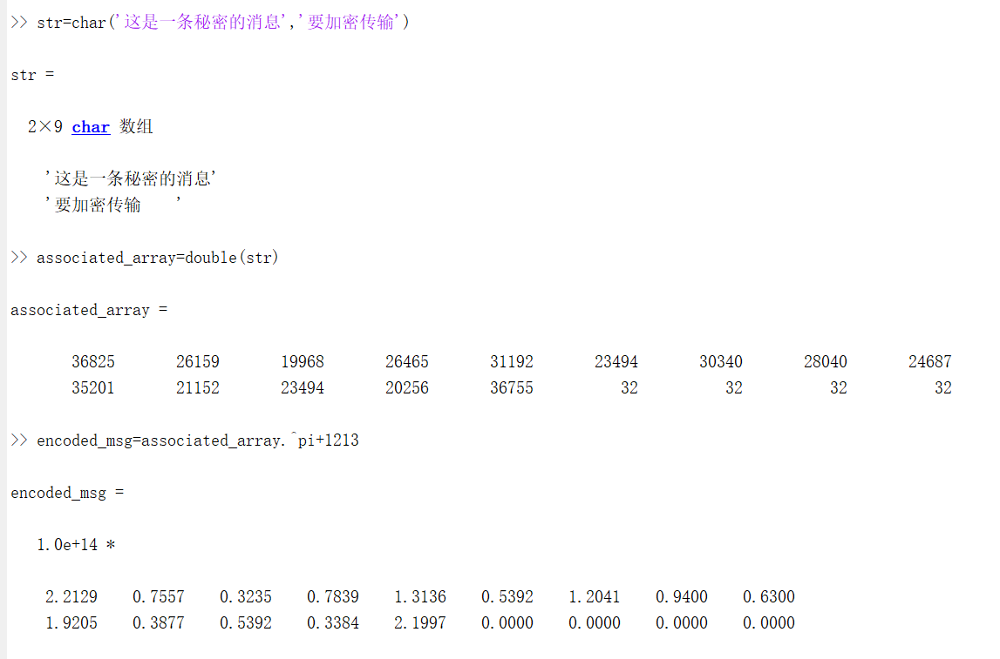 >> str=char('这是一条秘密的消息','要加密传输')
str =
2×9 char 数组
'这是一条秘密的消息'
'要加密传输    '
>> associated_array=double(str)
associated_array =
36825 26159 19968 26465 31192 23494 30340 28040 24687
35201 21152 23494 20256 36755 32 32 32 32
>> encoded_msg=associated_array.^pi+1213
encoded_msg =
1.0e+14 *
2.2129 0.7557 0.3235 0.7839 1.3136 0.5392 1.2041 0.9400 0.6300
1.9205 0.3877 0.5392 0.3384 2.1997 0.0000 0.0000 0.0000 0.0000